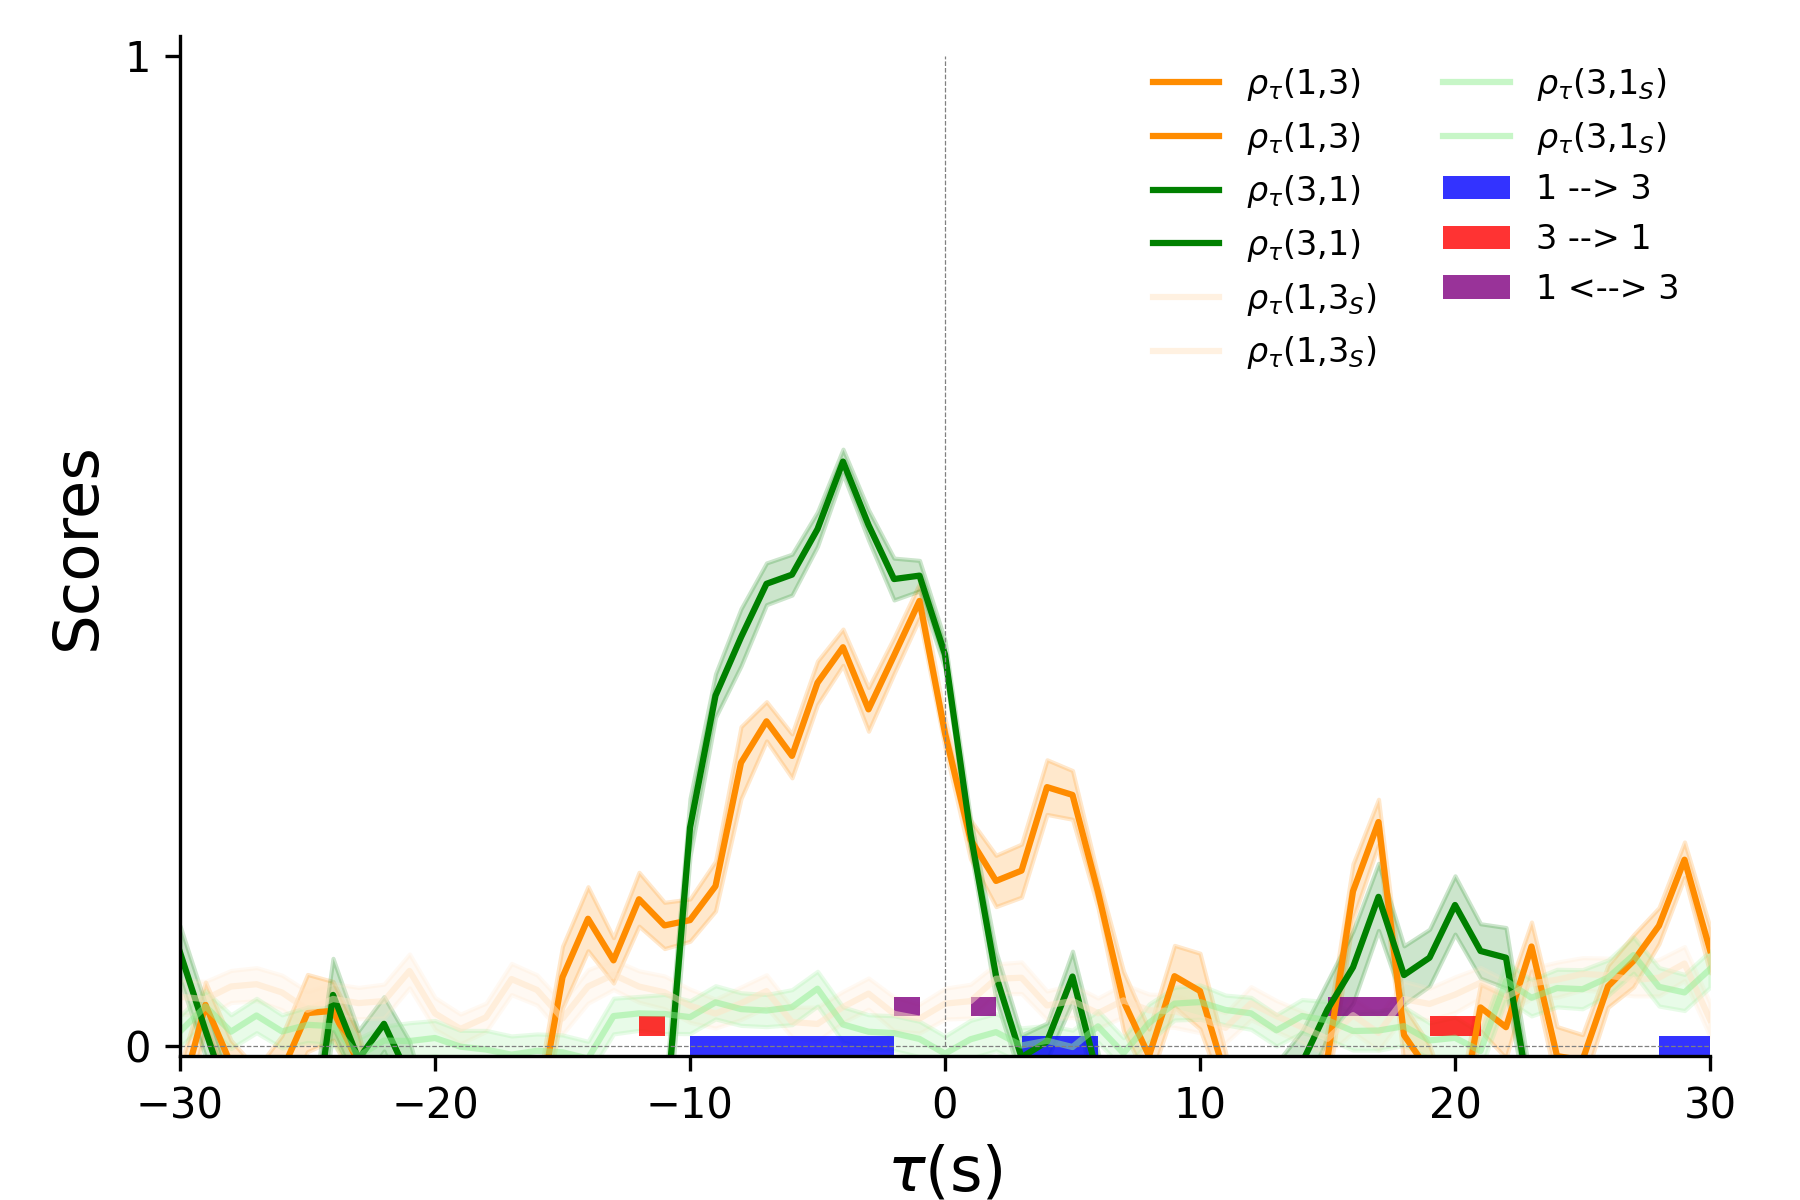 1
ρτ(1,3)
ρτ(1,3)
ρτ(3,1)
ρτ(3,1)
ρτ(1,3S)
ρτ(1,3S)
ρτ(3,1S)
ρτ(3,1S)
1 --> 3
3 --> 1
1 <--> 3
Scores
0
−30 −20 −10 0 10 20 30
τ(s)